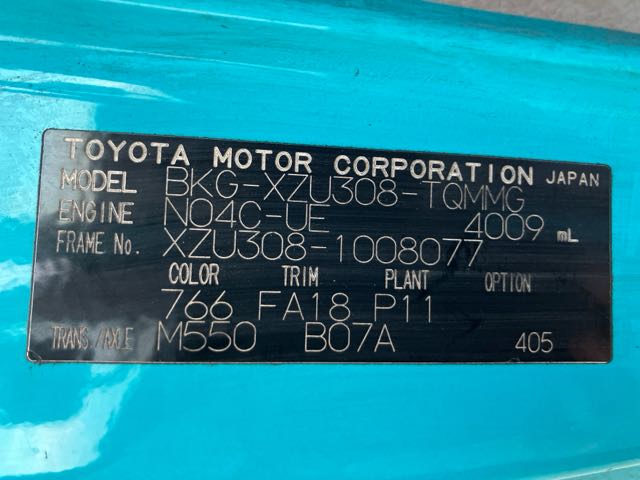 TOYOTA MOTOR CORPORATION JAPAN
MODEL BKG-XZU308-TQMMG
ENGINE N04C-UE 4009 mL
FRAME No. XZU308-1008077
COLOR TRIM PLANT OPTION
766 FA18 P11
TRANS./AXLE M550 B07A 405